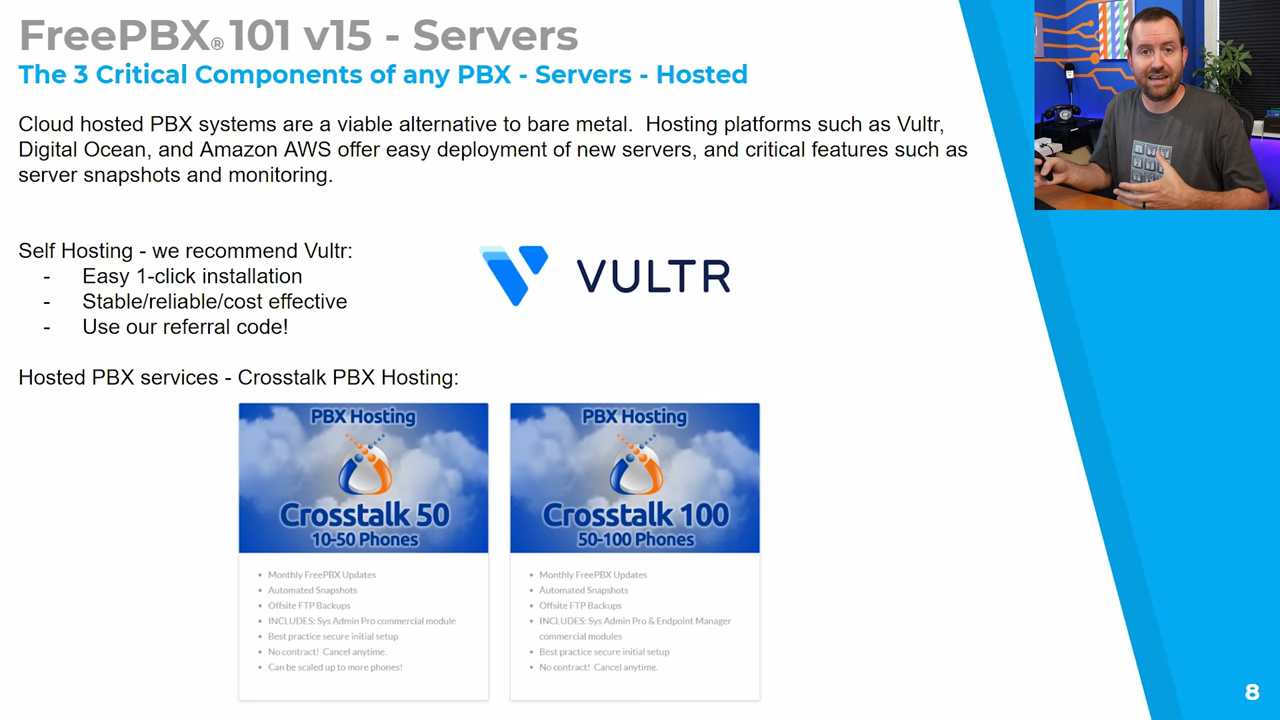 FreePBX® 101 v15 - Servers
The 3 Critical Components of any PBX - Servers - Hosted
Cloud hosted PBX systems are a viable alternative to bare metal. Hosting platforms such as Vultr,
Digital Ocean, and Amazon AWS offer easy deployment of new servers, and critical features such as
server snapshots and monitoring.
Self Hosting - we recommend Vultr:
- Easy 1-click installation
- Stable/reliable/cost effective
- Use our referral code!
VULTR
Hosted PBX services - Crosstalk PBX Hosting:
PBX Hosting
Crosstalk 50
10-50 Phones
• Monthly FreePBX Updates
• Automated Snapshots
• Offsite FTP Backups
• INCLUDES: Sys Admin Pro commercial module
• Best practice secure initial setup
• No contract! Cancel anytime.
• Can be scaled up to more phones!
PBX Hosting
Crosstalk 100
50-100 Phones
• Monthly FreePBX Updates
• Automated Snapshots
• Offsite FTP Backups
• INCLUDES: Sys Admin Pro & Endpoint Manager
commercial modules
• Best practice secure initial setup
• No contract! Cancel anytime.
8